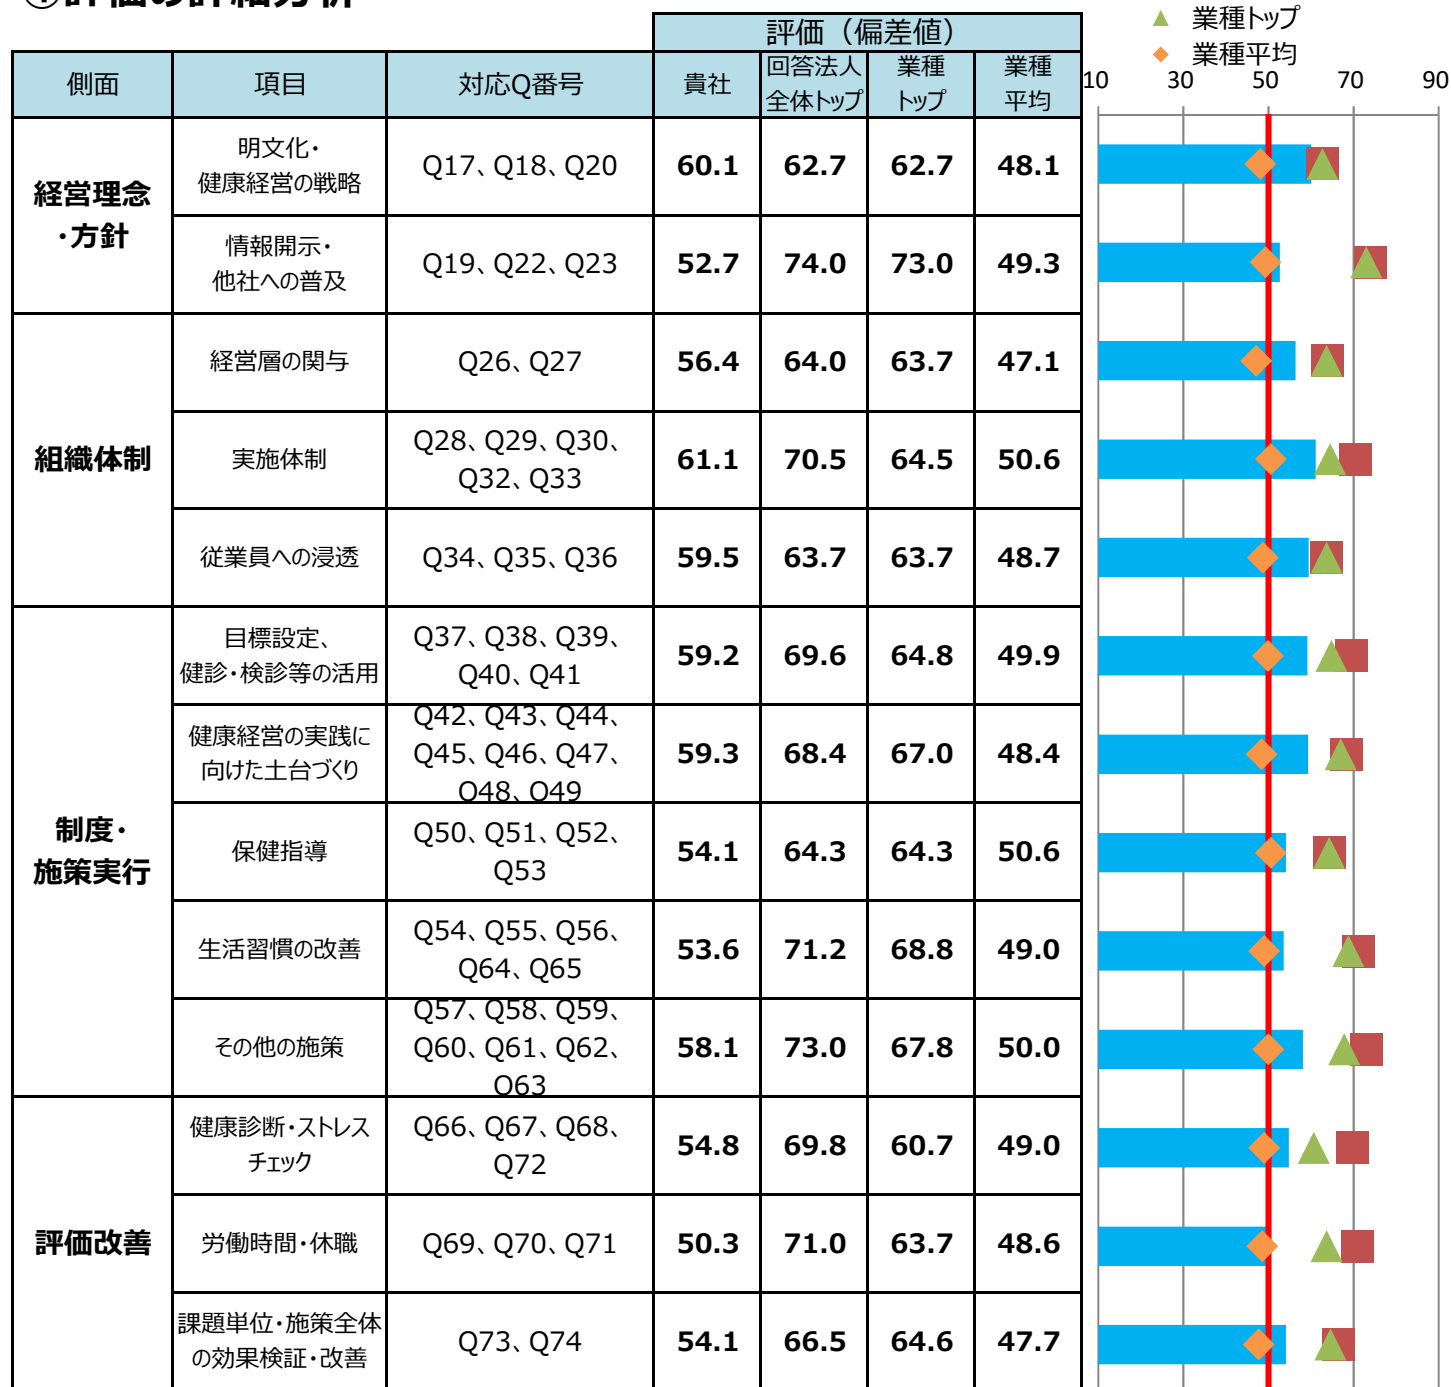 ④評価の詳細分析
▲ 業種トップ
◆ 業種平均
評価（偏差値）
側面 項目 対応Q番号 貴社 回答法人 業種 業種
全体トップ トップ 平均
10 30 50 70 90
経営理念
・方針
明文化・
健康経営の戦略
Q17、Q18、Q20 60.1 62.7 62.7 48.1
情報開示・
他社への普及
Q19、Q22、Q23 52.7 74.0 73.0 49.3
組織体制
経営層の関与 Q26、Q27 56.4 64.0 63.7 47.1
実施体制
Q28、Q29、Q30、
Q32、Q33
61.1 70.5 64.5 50.6
従業員への浸透 Q34、Q35、Q36 59.5 63.7 63.7 48.7
制度・
施策実行
目標設定、
健診・検診等の活用
Q37、Q38、Q39、
Q40、Q41
59.2 69.6 64.8 49.9
健康経営の実践に
向けた土台づくり
Q42、Q43、Q44、
Q45、Q46、Q47、
Q48、Q49
59.3 68.4 67.0 48.4
保健指導
Q50、Q51、Q52、
Q53
54.1 64.3 64.3 50.6
生活習慣の改善
Q54、Q55、Q56、
Q64、Q65
53.6 71.2 68.8 49.0
その他の施策
Q57、Q58、Q59、
Q60、Q61、Q62、
Q63
58.1 73.0 67.8 50.0
評価改善
健康診断・ストレス
チェック
Q66、Q67、Q68、
Q72
54.8 69.8 60.7 49.0
労働時間・休職 Q69、Q70、Q71 50.3 71.0 63.7 48.6
課題単位・施策全体
の効果検証・改善
Q73、Q74 54.1 66.5 64.6 47.7